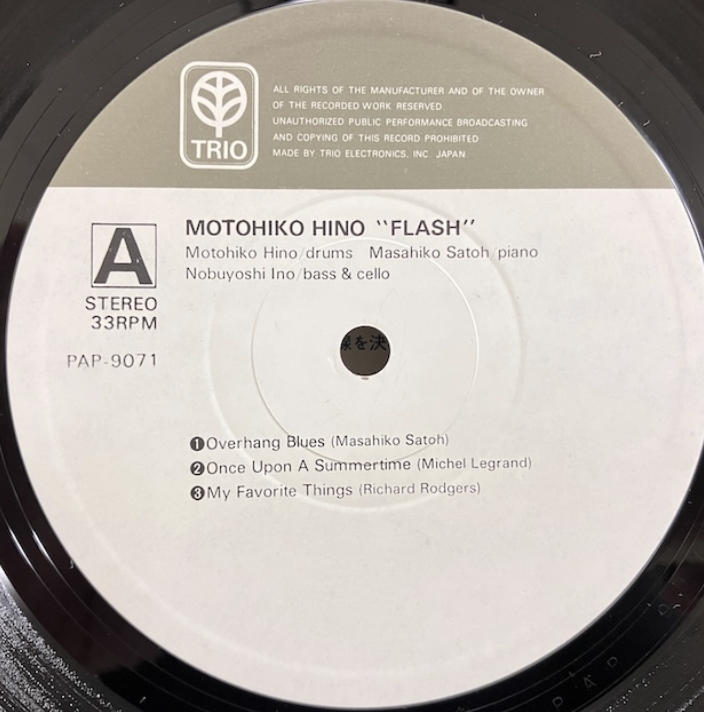 TRIO
ALL RIGHTS OF THE MANUFACTURER AND OF THE OWNER
OF THE RECORDED WORK RESERVED.
UNAUTHORIZED PUBLIC PERFORMANCE BROADCASTING
AND COPYING OF THIS RECORD PROHIBITED
MADE BY TRIO ELECTRONICS, INC. JAPAN
A
STEREO
33RPM
PAP-9071
MOTOHIKO HINO "FLASH"
Motohiko Hino/drums Masahiko Satoh/piano
Nobuyoshi Ino/bass & cello
を決
❶Overhang Blues (Masahiko Satoh)
❷Once Upon A Summertime (Michel Legrand)
❸My Favorite Things (Richard Rodgers)
PAP